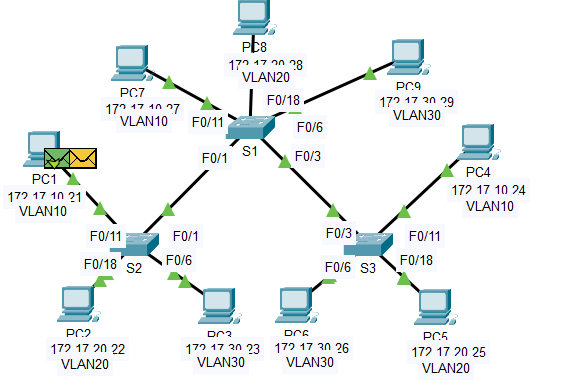 PC8
172.17.20.28
VLAN20
PC7
172.17.10.27
VLAN10
PC9
172.17.30.29
VLAN30
F0/18
F0/11
F0/6
S1
F0/1
F0/3
PC1
172.17.10.21
VLAN10
PC4
172.17.10.24
VLAN10
F0/11
F0/1
F0/18
F0/6
S2
F0/3
F0/11
F0/6
F0/18
S3
PC2
172.17.20.22
VLAN20
PC3
172.17.30.23
VLAN30
PC6
172.17.30.26
VLAN30
PC5
172.17.20.25
VLAN20